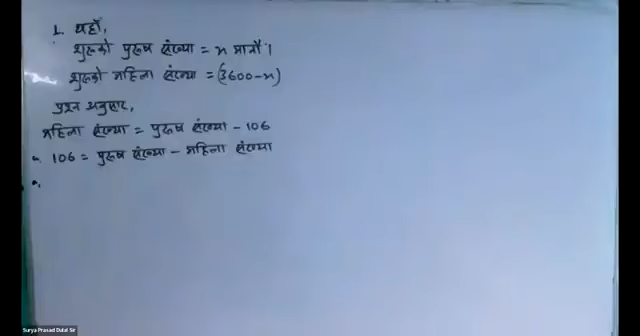 1. यहाँ,
शुरुको पुरुष संख्या = x मानौं ।
शुरुको महिला संख्या = (3600-x)
प्रश्न अनुसार,
महिला संख्या = पुरुष संख्या - 106
a. 106 = पुरुष संख्या - महिला संख्या
a.
Surya Prasad Dulal-Sir